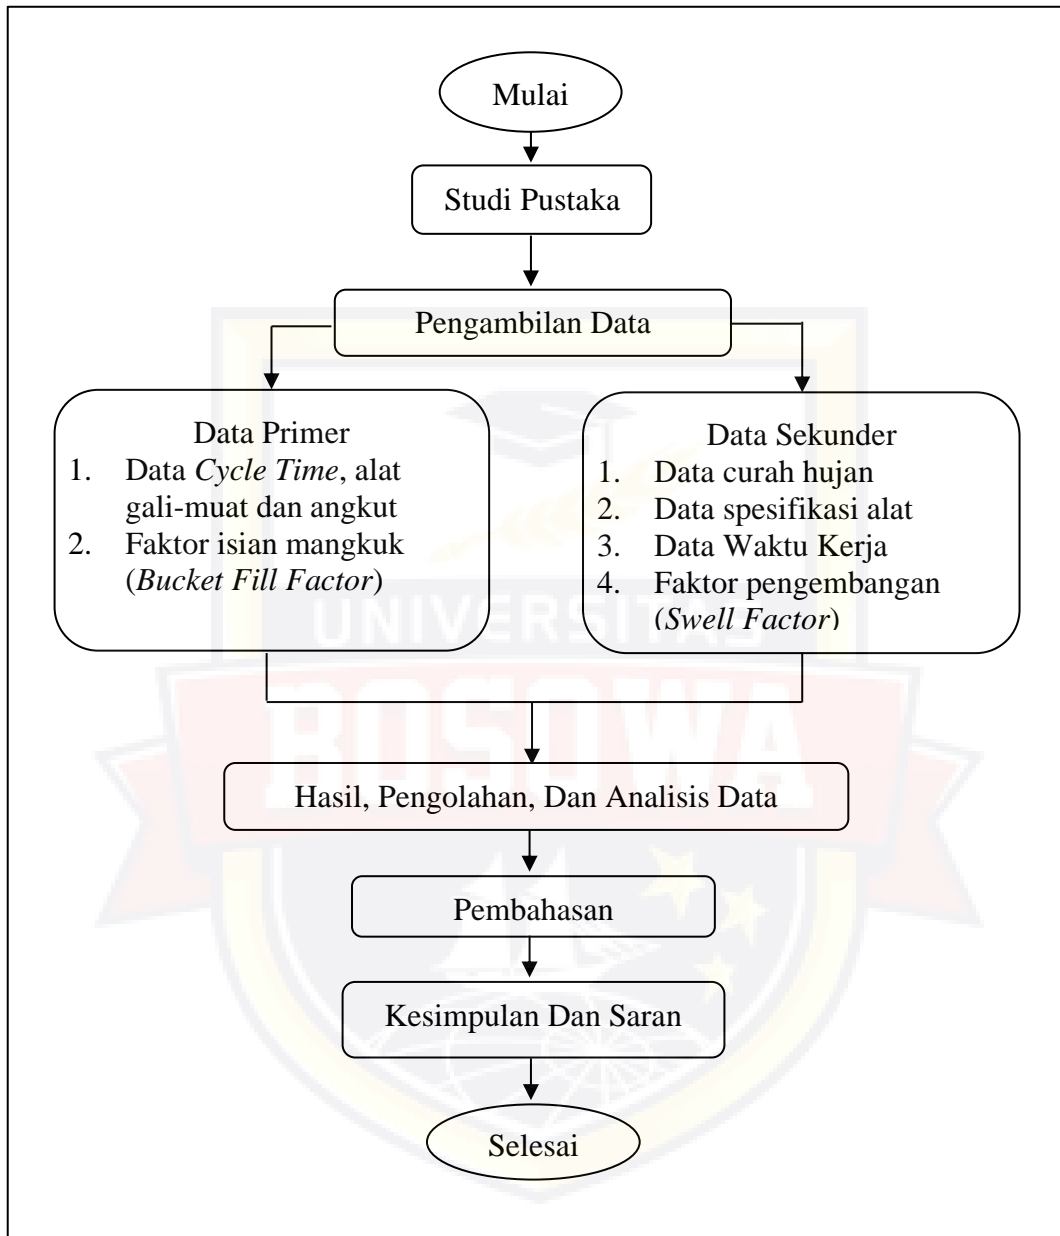 Mulai
Studi Pustaka
Pengambilan Data
Data Primer
1. Data Cycle Time, alat
gali-muat dan angkut
2. Faktor isian mangkuk
(Bucket Fill Factor)
Data Sekunder
1. Data curah hujan
2. Data spesifikasi alat
3. Data Waktu Kerja
4. Faktor pengembangan
(Swell Factor)
UNIVERSITAS
BOSOWA
Hasil, Pengolahan, Dan Analisis Data
Pembahasan
Kesimpulan Dan Saran
Selesai